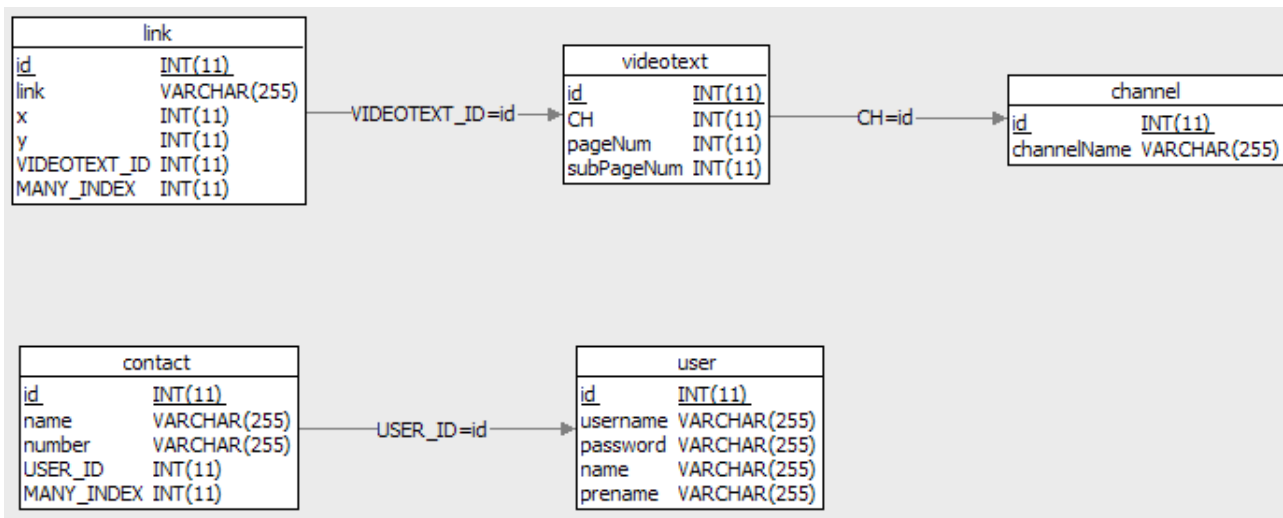 link
id INT(11)
link VARCHAR(255)
x INT(11)
y INT(11)
VIDEOTEXT_ID INT(11)
MANY_INDEX INT(11)
VIDEOTEXT_ID=id
videotext
id INT(11)
CH INT(11)
pageNum INT(11)
subPageNum INT(11)
CH=id
channel
id INT(11)
channelName VARCHAR(255)
contact
id INT(11)
name VARCHAR(255)
number VARCHAR(255)
USER_ID INT(11)
MANY_INDEX INT(11)
USER_ID=id
user
id INT(11)
username VARCHAR(255)
password VARCHAR(255)
name VARCHAR(255)
prename VARCHAR(255)